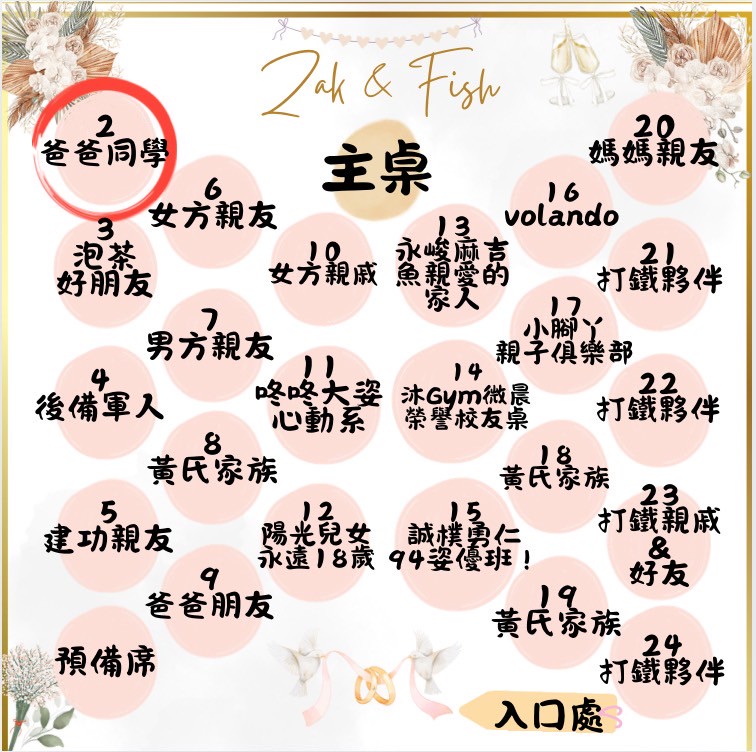 Zak & Fish
主桌
2
爸爸同學
3
泡茶
好朋友
4
後備軍人
5
建功親友
預備席
6
女方親友
7
男方親友
8
黃氏家族
9
爸爸朋友
10
女方親戚
11
咚咚大姿
心動系
12
陽光兒女
永遠18歲
13
永峻麻吉
魚親愛的
家人
14
沐Gym微晨
榮譽校友桌
15
誠樸勇仁
94姿優班！
16
volando
17
小腳丫
親子俱樂部
18
黃氏家族
19
黃氏家族
20
媽媽親友
21
打鐵夥伴
22
打鐵夥伴
23
打鐵親戚
&
好友
24
打鐵夥伴
入口處